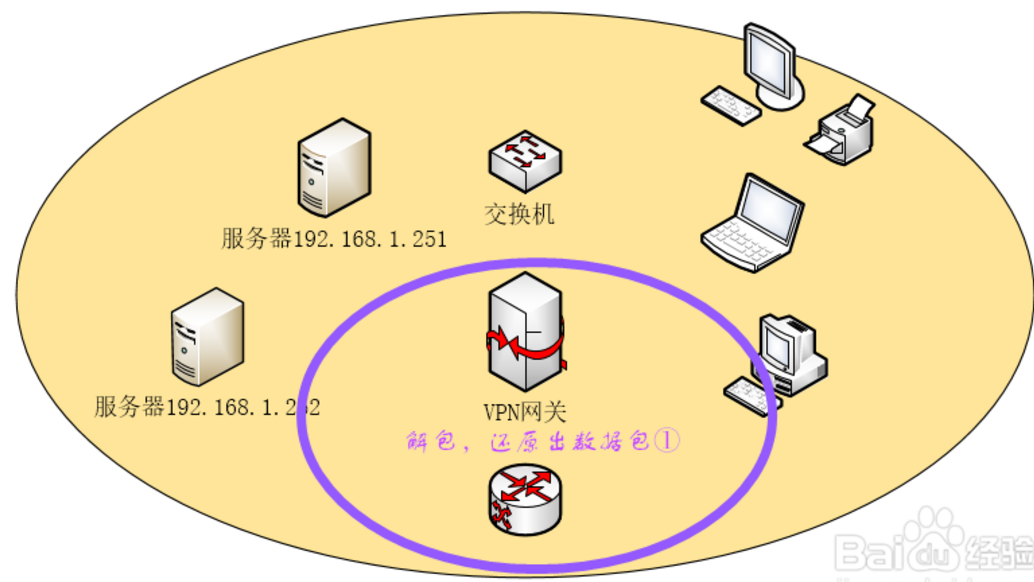 交换机
服务器192.168.1.251
服务器192.168.1.252
VPN网关
解包，还原出数据包①
Baidu经验